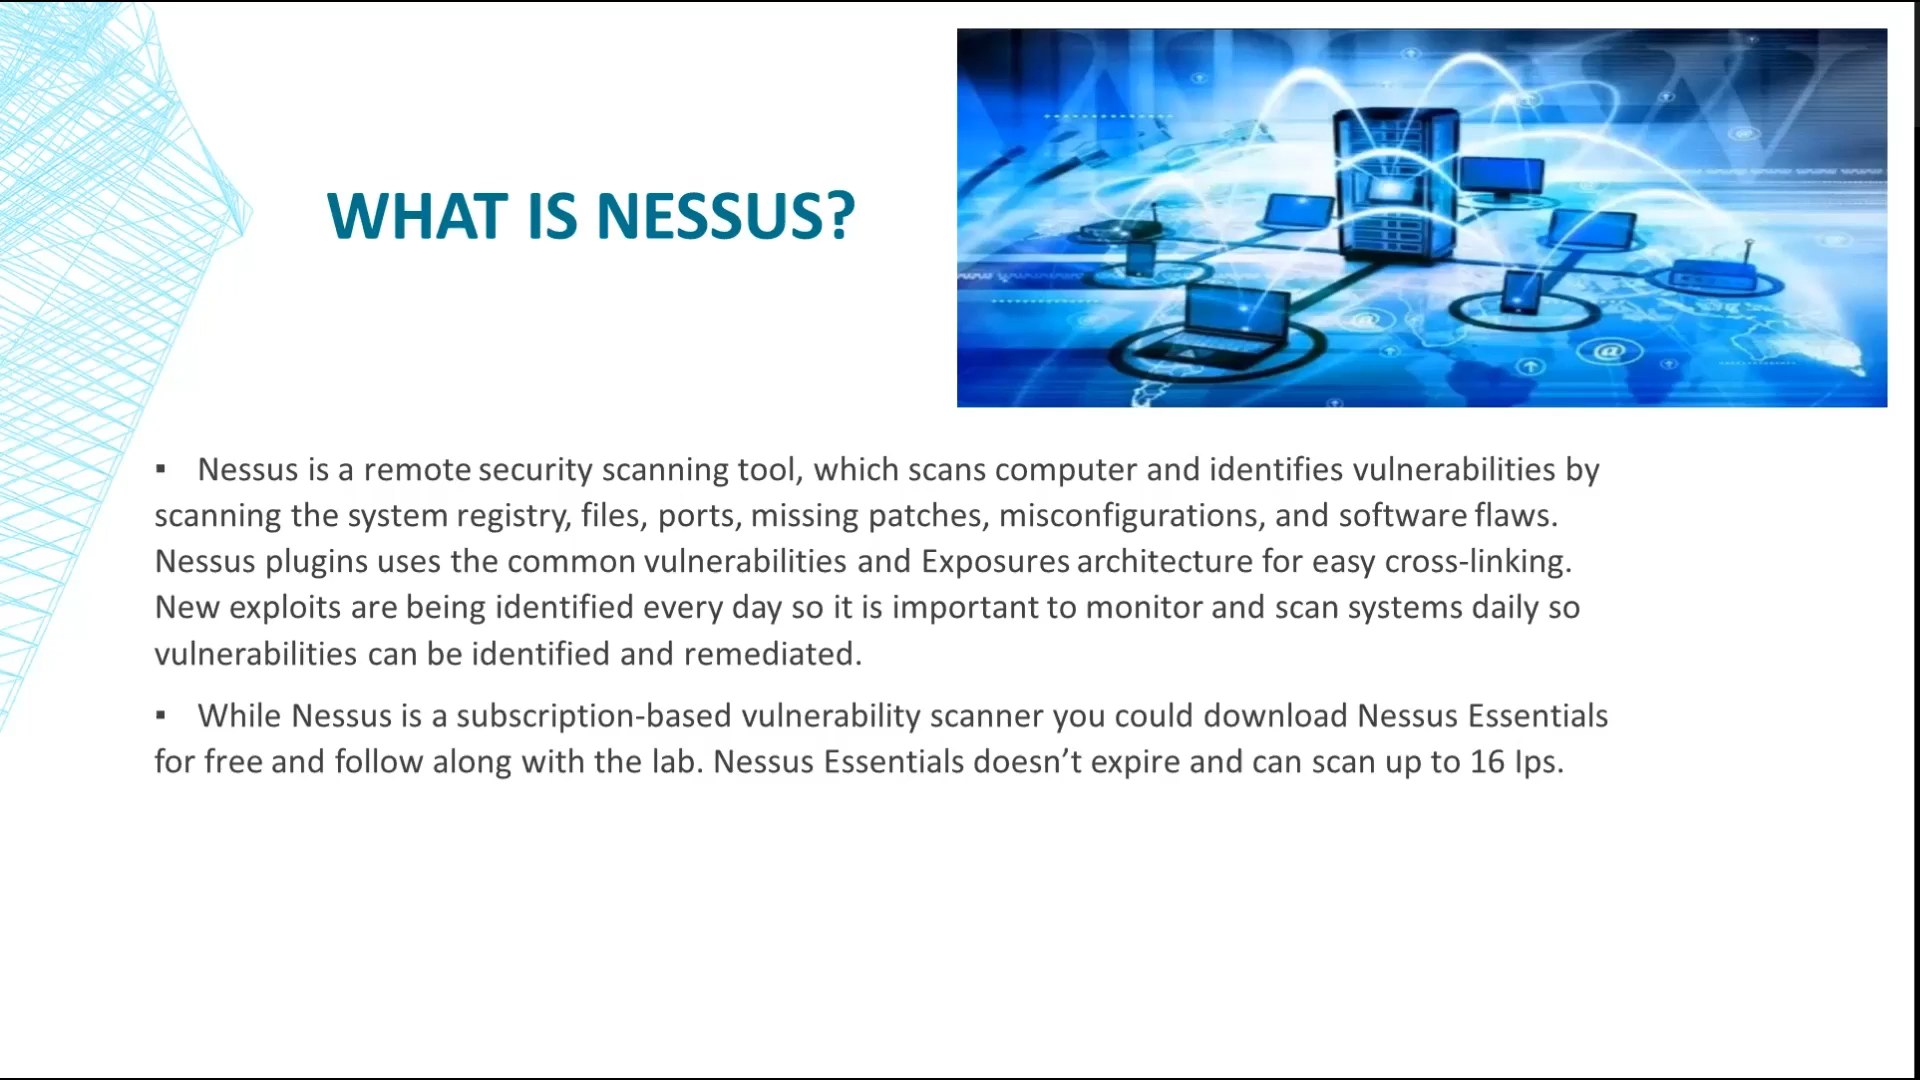 WHAT IS NESSUS?
▪ Nessus is a remote security scanning tool, which scans computer and identifies vulnerabilities by
scanning the system registry, files, ports, missing patches, misconfigurations, and software flaws.
Nessus plugins uses the common vulnerabilities and Exposures architecture for easy cross-linking.
New exploits are being identified every day so it is important to monitor and scan systems daily so
vulnerabilities can be identified and remediated.
▪ While Nessus is a subscription-based vulnerability scanner you could download Nessus Essentials
for free and follow along with the lab. Nessus Essentials doesn’t expire and can scan up to 16 Ips.